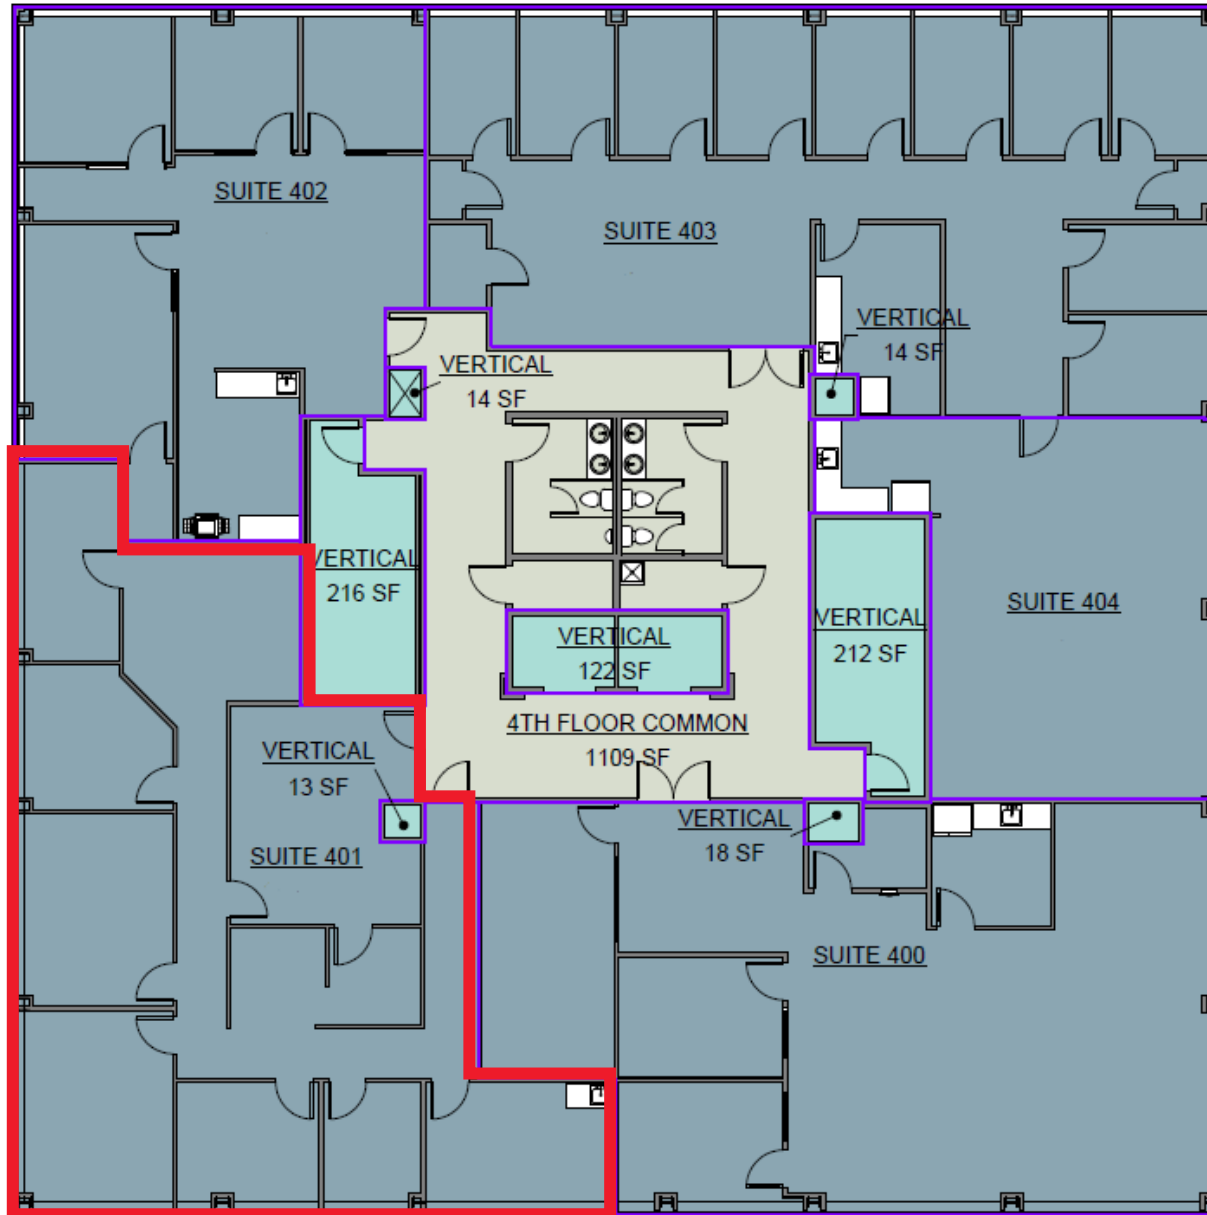 SUITE 402
SUITE 403
VERTICAL
14 SF
VERTICAL
14 SF
VERTICAL
216 SF
SUITE 404
VERTICAL
212 SF
VERTICAL
122 SF
4TH FLOOR COMMON
1109 SF
VERTICAL
13 SF
VERTICAL
18 SF
SUITE 401
SUITE 400